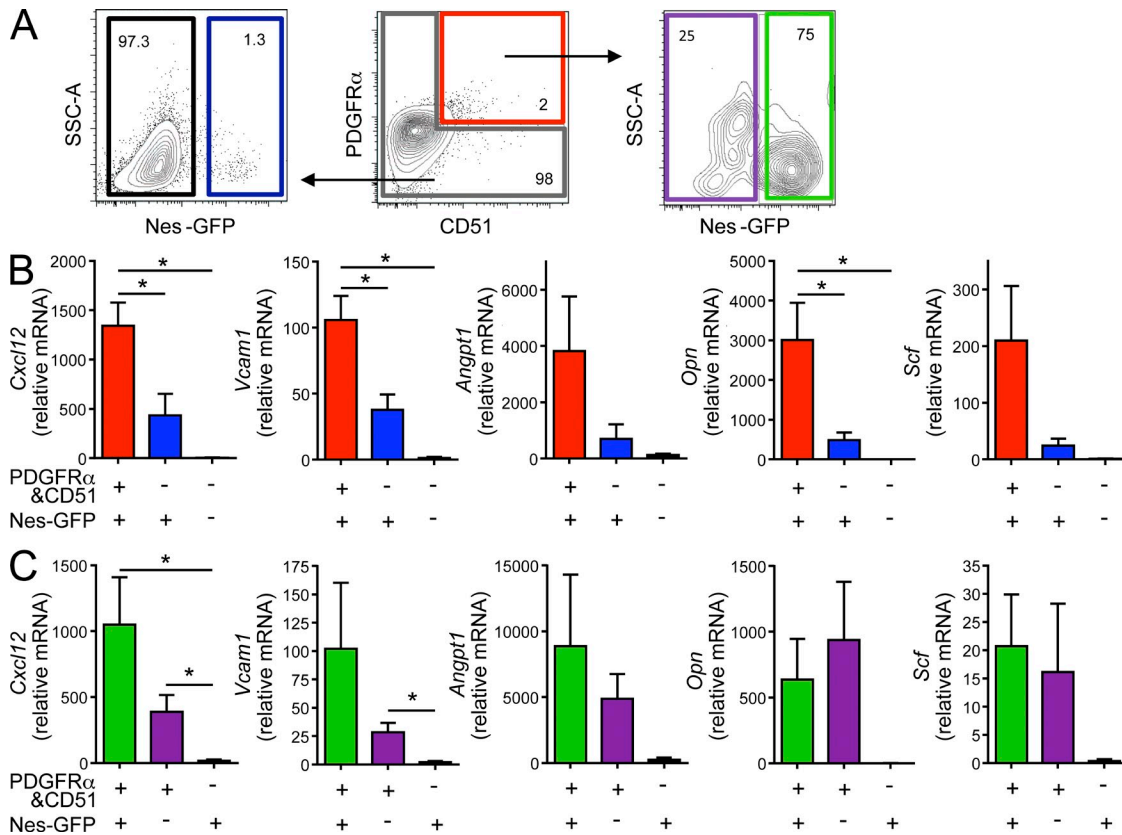 A
97.3
1.3
SSC-A
Nes-GFP
PDGFRα
2
98
CD51
25
75
SSC-A
Nes-GFP
B
Cxcl12
(relative mRNA)
2000
1500
1000
500
0
*
*
Vcam1
(relative mRNA)
150
100
50
0
*
*
Angpt1
(relative mRNA)
6000
4000
2000
0
Opn
(relative mRNA)
5000
4000
3000
2000
1000
0
*
*
Scf
(relative mRNA)
300
200
100
0
PDGFRα
&CD51
+ - - + - - + - - + - - + - -
Nes-GFP
+ + - + + - + + - + + - + + -
C
Cxcl12
(relative mRNA)
1500
1000
500
0
*
*
Vcam1
(relative mRNA)
175
150
125
100
75
50
25
0
*
Angpt1
(relative mRNA)
15000
10000
5000
0
Opn
(relative mRNA)
1500
1000
500
0
Scf
(relative mRNA)
35
30
25
20
15
10
5
0
PDGFRα
&CD51
+ + - + + - + + - + + - + + -
Nes-GFP
+ - + + - + + - + + - + + - +